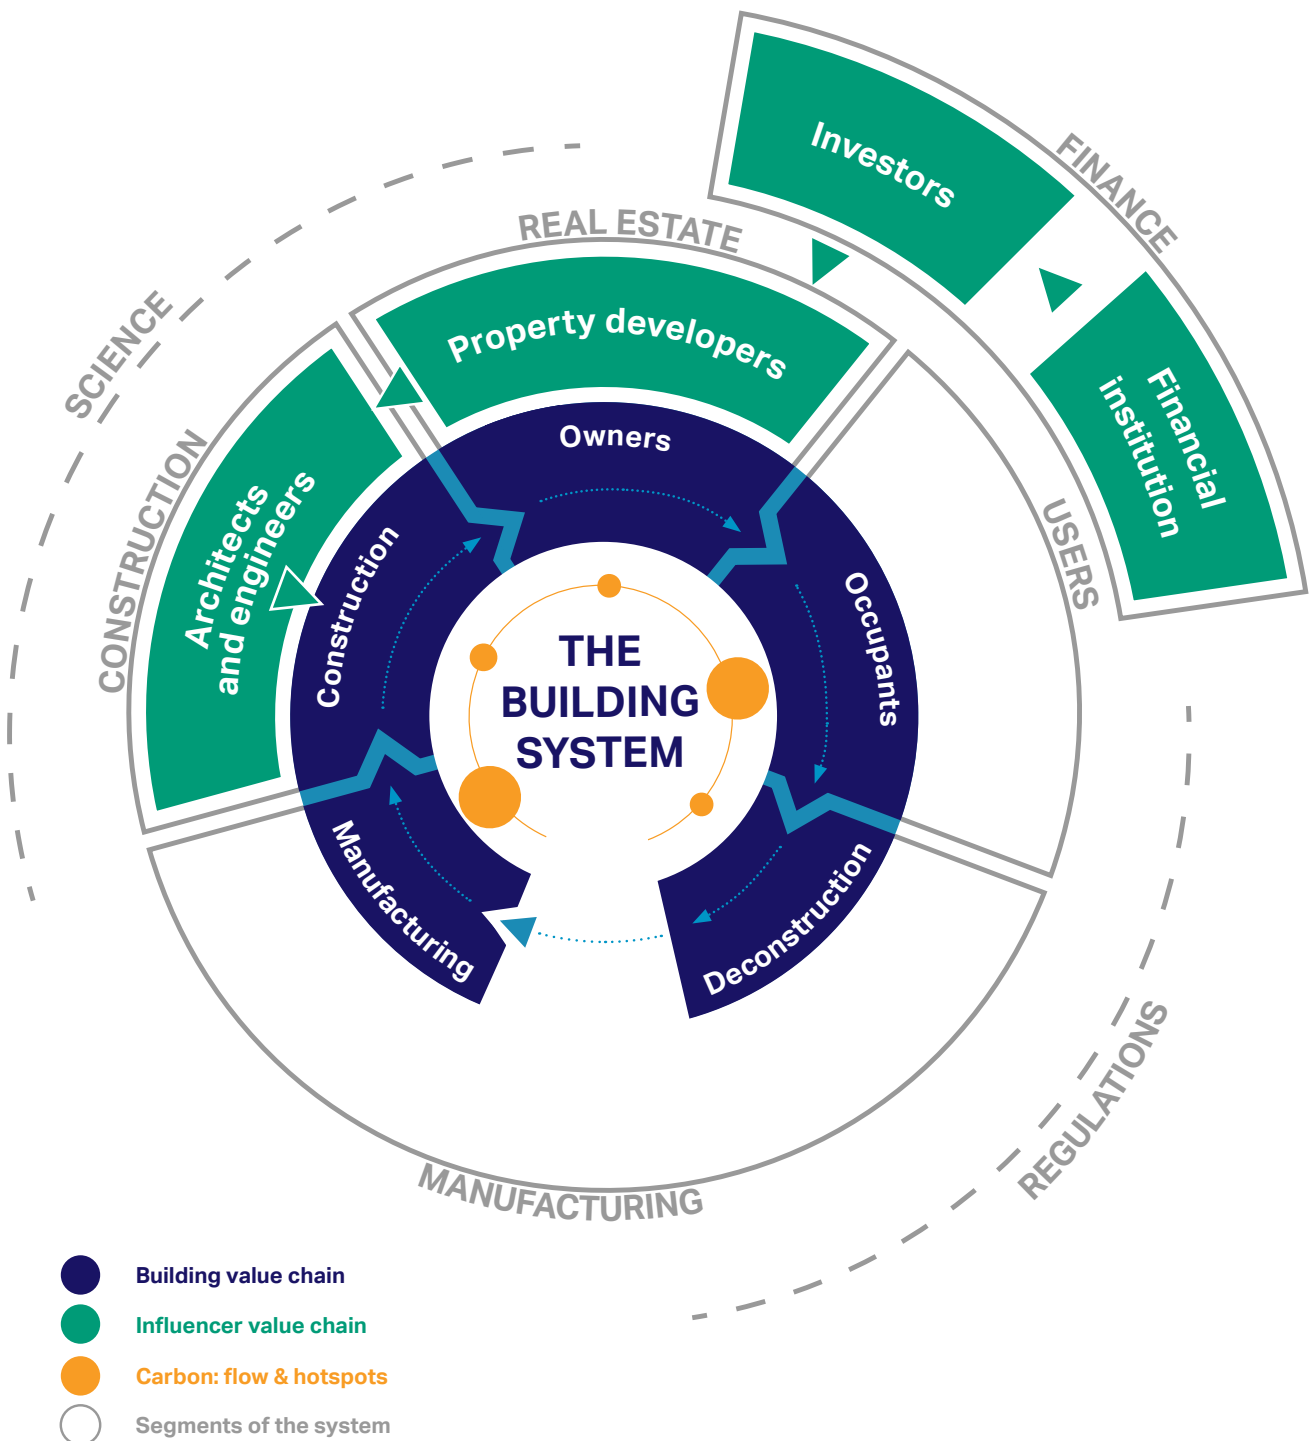 FINANCE
Investors
Financial
institution
REAL ESTATE
Property developers
SCIENCE
CONSTRUCTION
Architects
and engineers
USERS
Owners
Construction
Occupants
Manufacturing
Deconstruction
THE
BUILDING
SYSTEM
REGULATIONS
MANUFACTURING
Building value chain
Influencer value chain
Carbon: flow & hotspots
Segments of the system